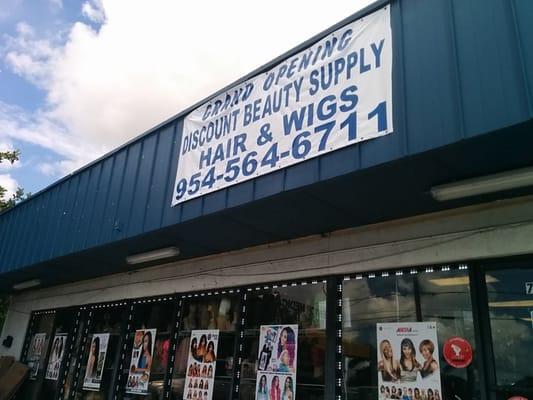 GRAND OPENING
DISCOUNT BEAUTY SUPPLY
HAIR & WIGS
954-564-6711